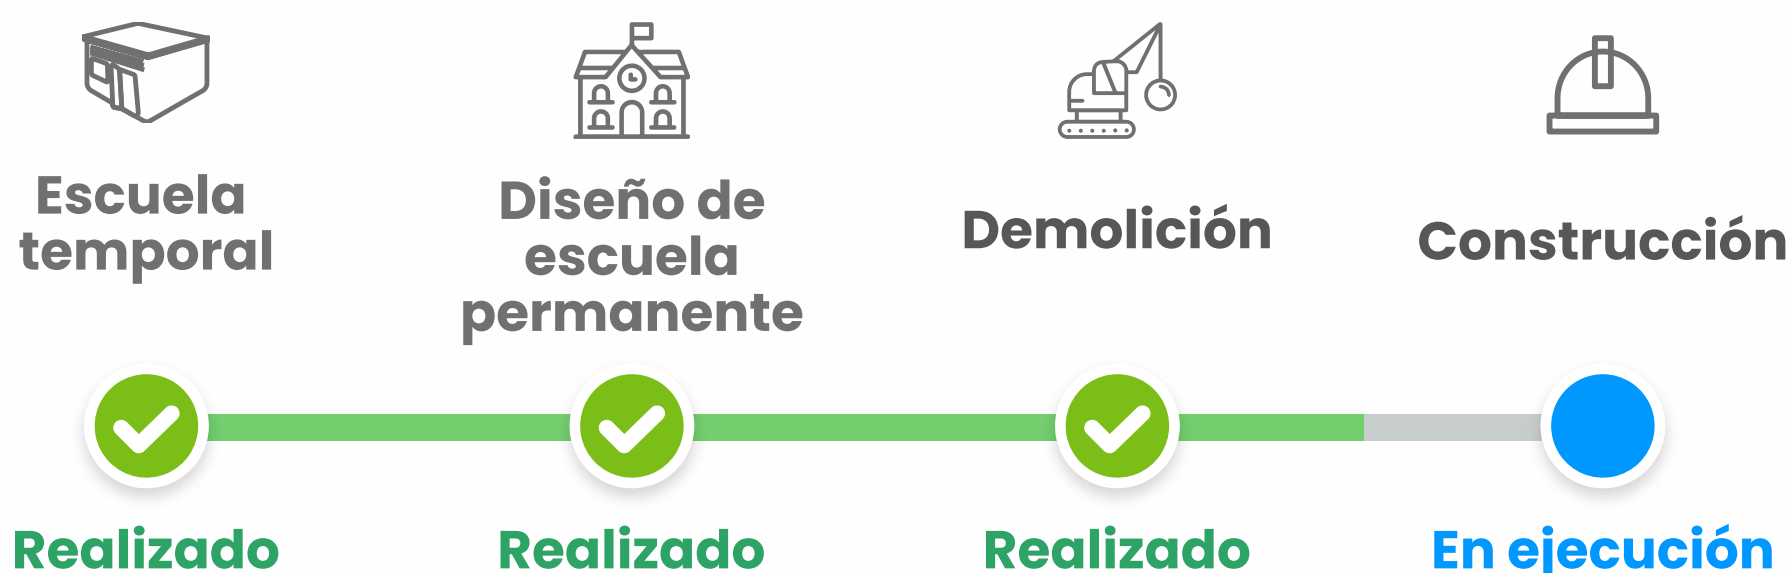 Escuela
temporal
Diseño de
escuela
permanente
Demolición
Construcción
Realizado
Realizado
Realizado
En ejecución